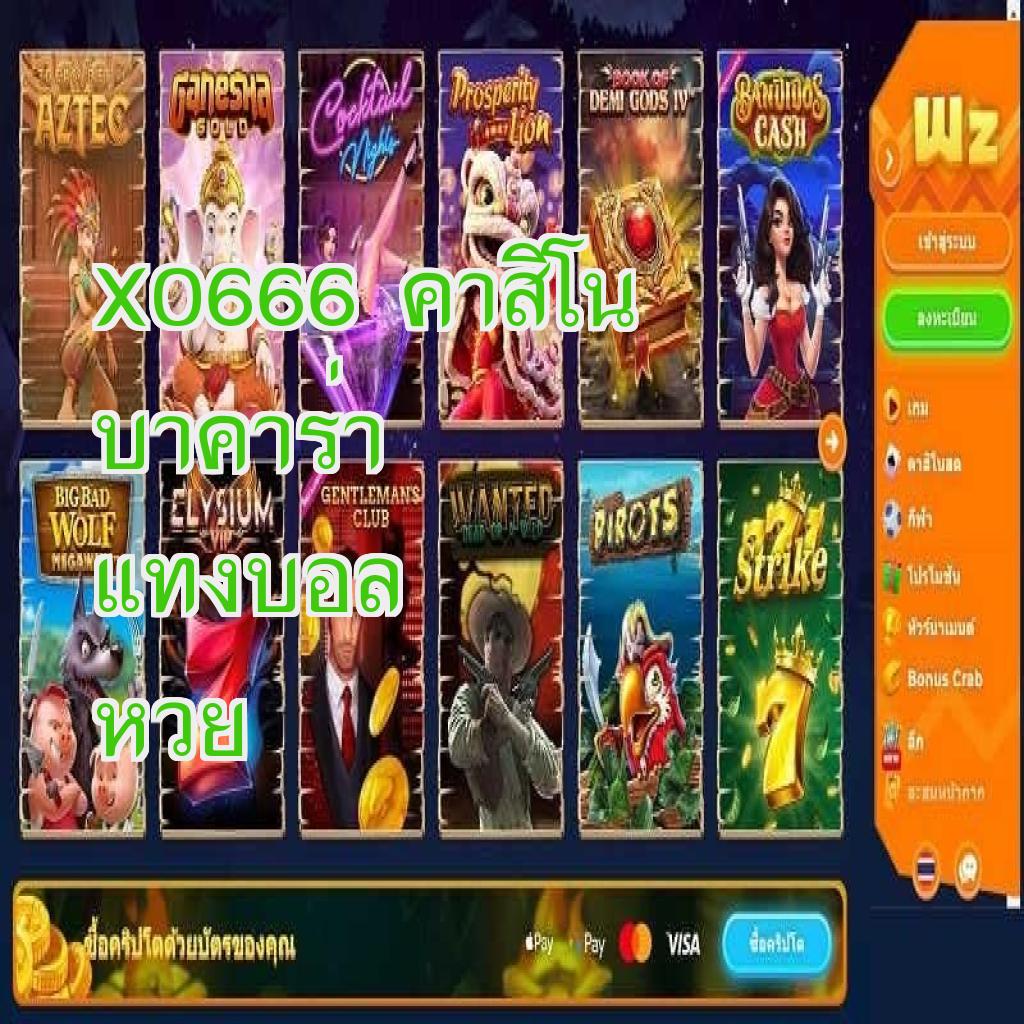 TREASURES OF
AZTEC
Ganesha
GOLD
Cocktail
Nights
Prosperity
Lion
BOOK OF
DEMI GODS IV
BANDIDOS
CASH
Wz
เข้าสู่ระบบ
ลงทะเบียน
เกม
คาสิโนสด
กีฬา
โปรโมชั่น
ทัวร์นาเมนต์
Bonus Crab
ลีก
สะสมหน้ากาก
XO666 คาสิโน
บาคาร่า
แทงบอล
หวย
BIG BAD
WOLF
MEGAWAYS
ELYSIUM
VIP
GENTLEMAN'S
CLUB
WANTED
DEAD OR A WILD
PIROTS
777
Strike
ซื้อคริปโตด้วยบัตรของคุณ
Pay
Pay
VISA
ซื้อคริปโต